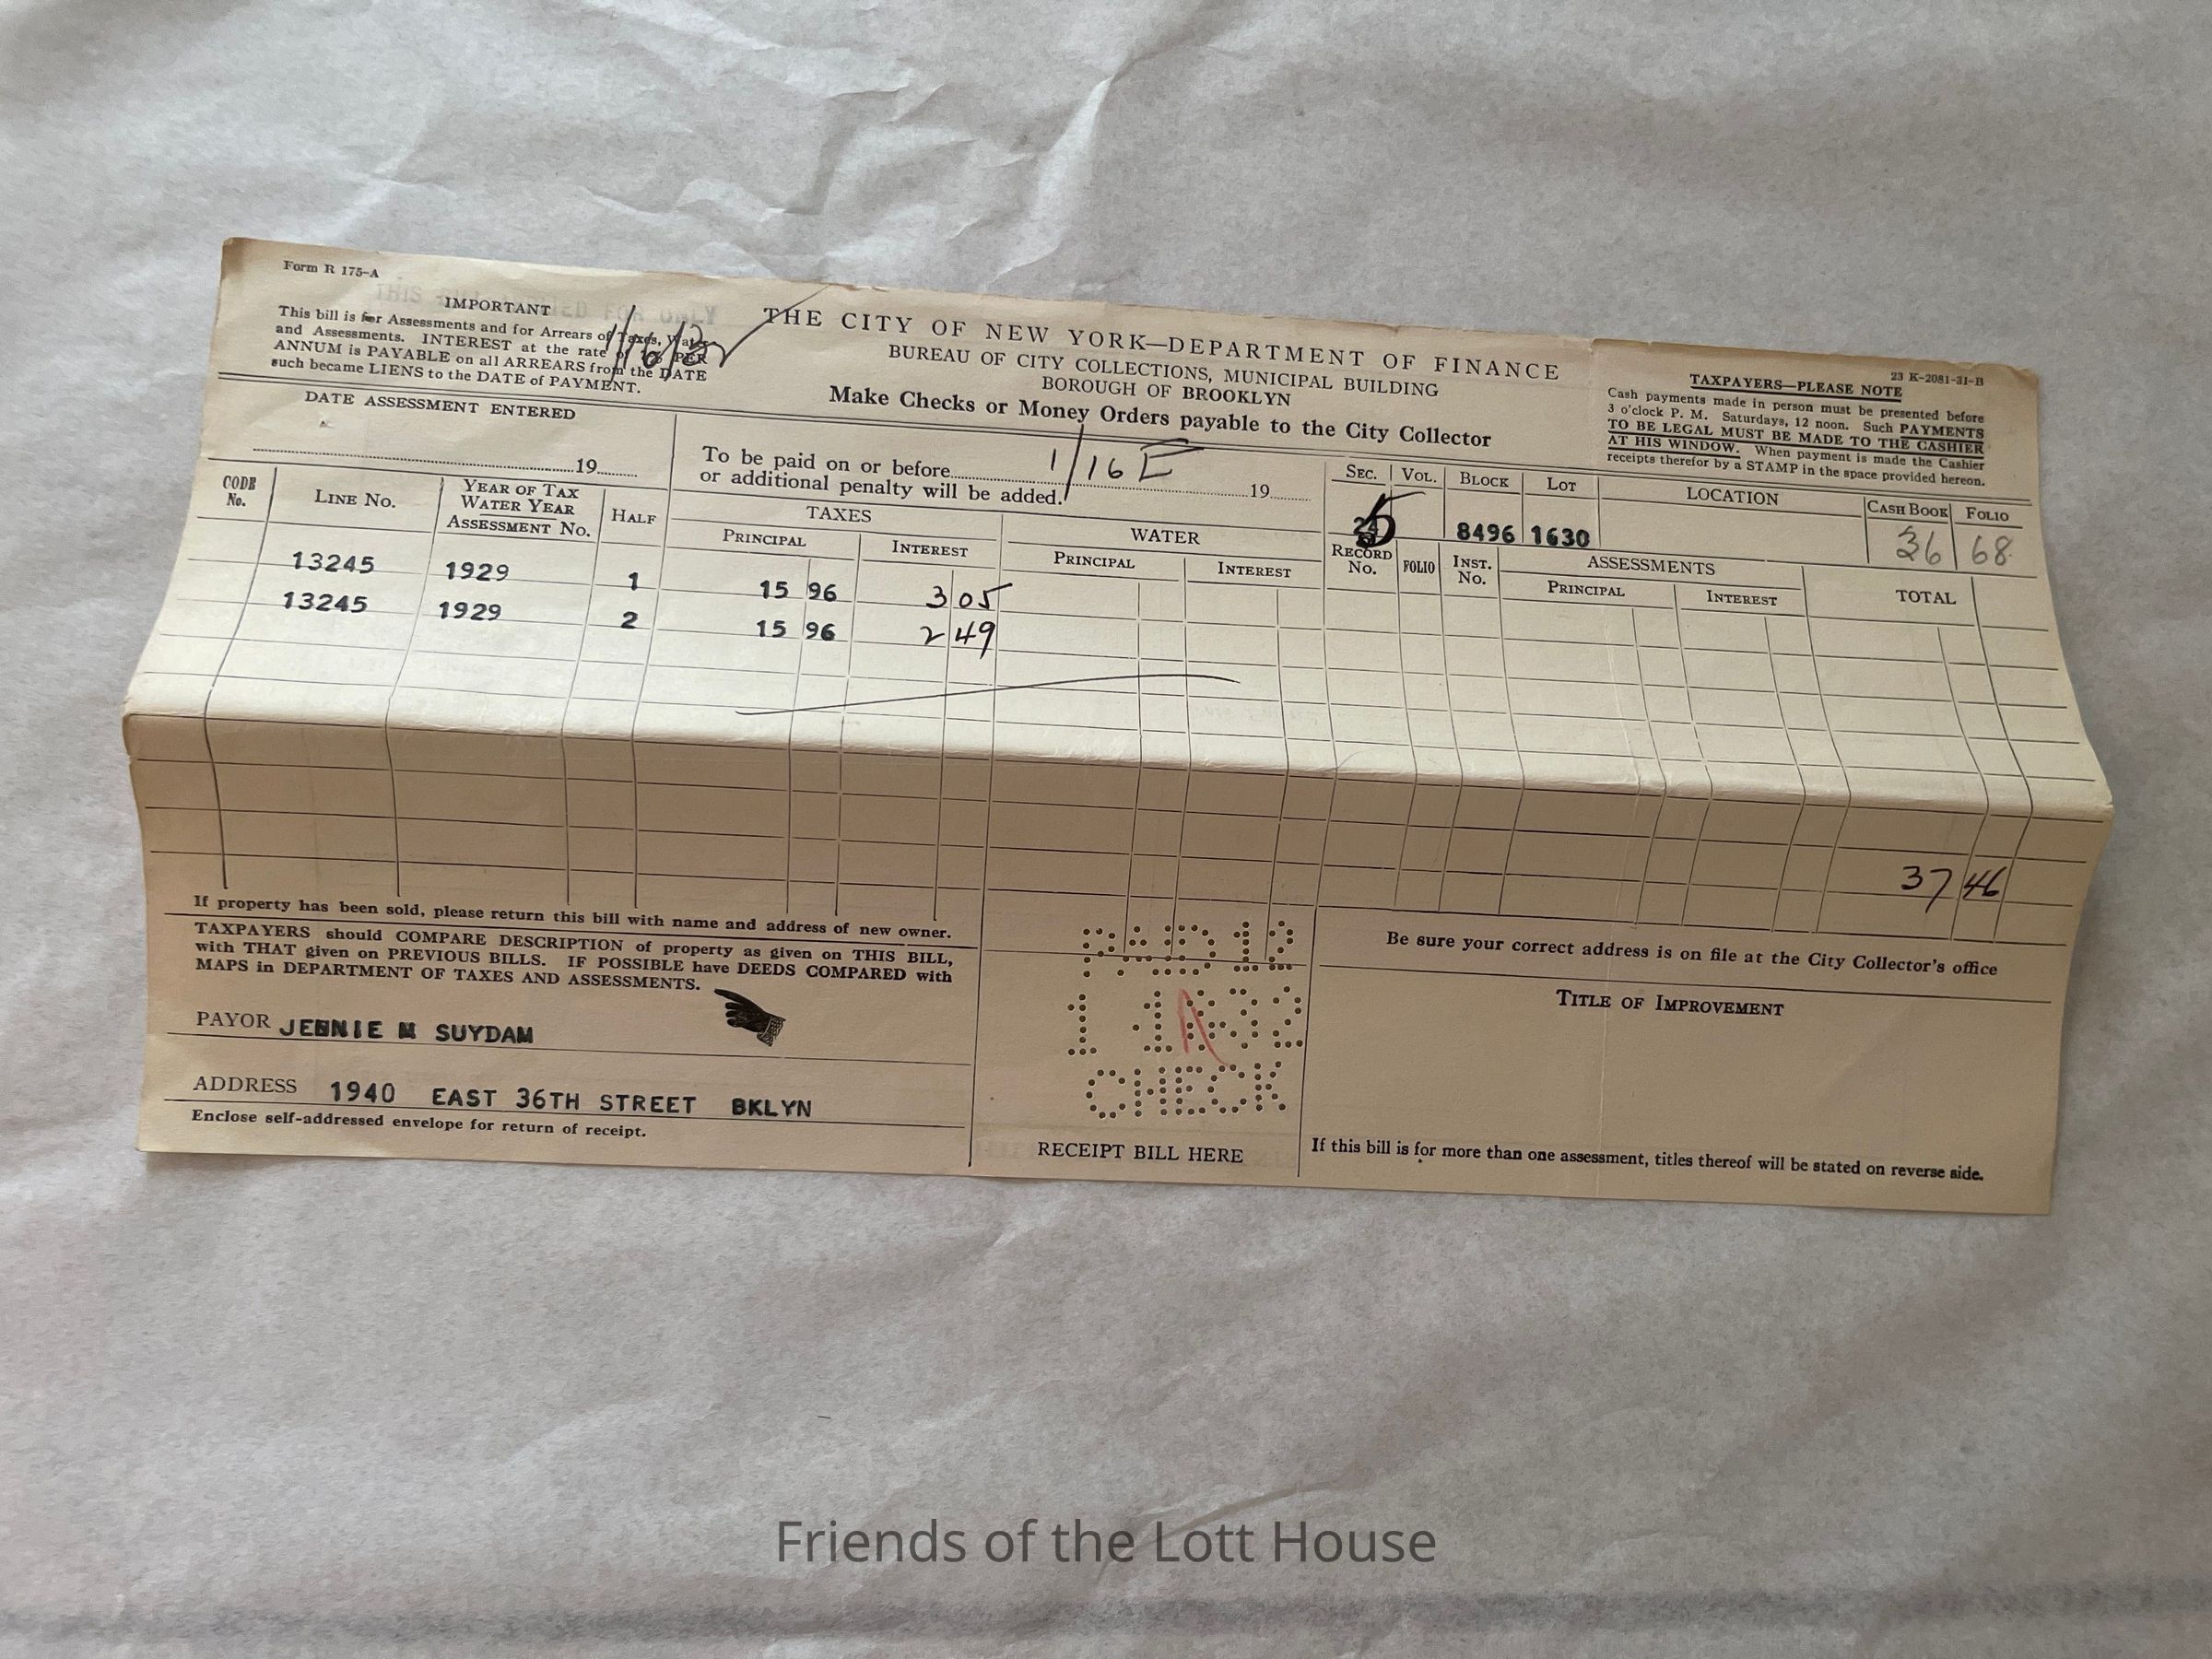 Form R 175-A
IMPORTANT
This bill is for Assessments and for Arrears of Taxes, Water
and Assessments. INTEREST at the rate of 7% PER
ANNUM is PAYABLE on all ARREARS from the DATE
such became LIENS to the DATE of PAYMENT.
THE CITY OF NEW YORK—DEPARTMENT OF FINANCE
BUREAU OF CITY COLLECTIONS, MUNICIPAL BUILDING
BOROUGH OF BROOKLYN
Make Checks or Money Orders payable to the City Collector
23 K-2081-31-B
TAXPAYERS—PLEASE NOTE
Cash payments made in person must be presented before
3 o'clock P. M. Saturdays, 12 noon. Such PAYMENTS
TO BE LEGAL MUST BE MADE TO THE CASHIER
AT HIS WINDOW. When payment is made the Cashier
receipts therefor by a STAMP in the space provided hereon.
DATE ASSESSMENT ENTERED
19
To be paid on or before 1/16 19
or additional penalty will be added.
SEC. VOL. BLOCK LOT LOCATION CASH BOOK FOLIO
5 8496 1630 36 68
CODE No. LINE No. YEAR OF TAX WATER YEAR ASSESSMENT No. HALF
TAXES WATER RECORD No. FOLIO INST. No. ASSESSMENTS TOTAL
PRINCIPAL INTEREST PRINCIPAL INTEREST PRINCIPAL INTEREST
13245 1929 1 15 96 3 05
13245 1929 2 15 96 2 49
37 46
If property has been sold, please return this bill with name and address of new owner.
TAXPAYERS should COMPARE DESCRIPTION of property as given on THIS BILL,
with THAT given on PREVIOUS BILLS. IF POSSIBLE have DEEDS COMPARED with
MAPS in DEPARTMENT OF TAXES AND ASSESSMENTS.
PAYOR JENNIE M SUYDAM
ADDRESS 1940 EAST 36TH STREET BKLYN
Enclose self-addressed envelope for return of receipt.
PAID 12
CHECK
RECEIPT BILL HERE
Be sure your correct address is on file at the City Collector's office
TITLE OF IMPROVEMENT
If this bill is for more than one assessment, titles thereof will be stated on reverse side.
Friends of the Lott House